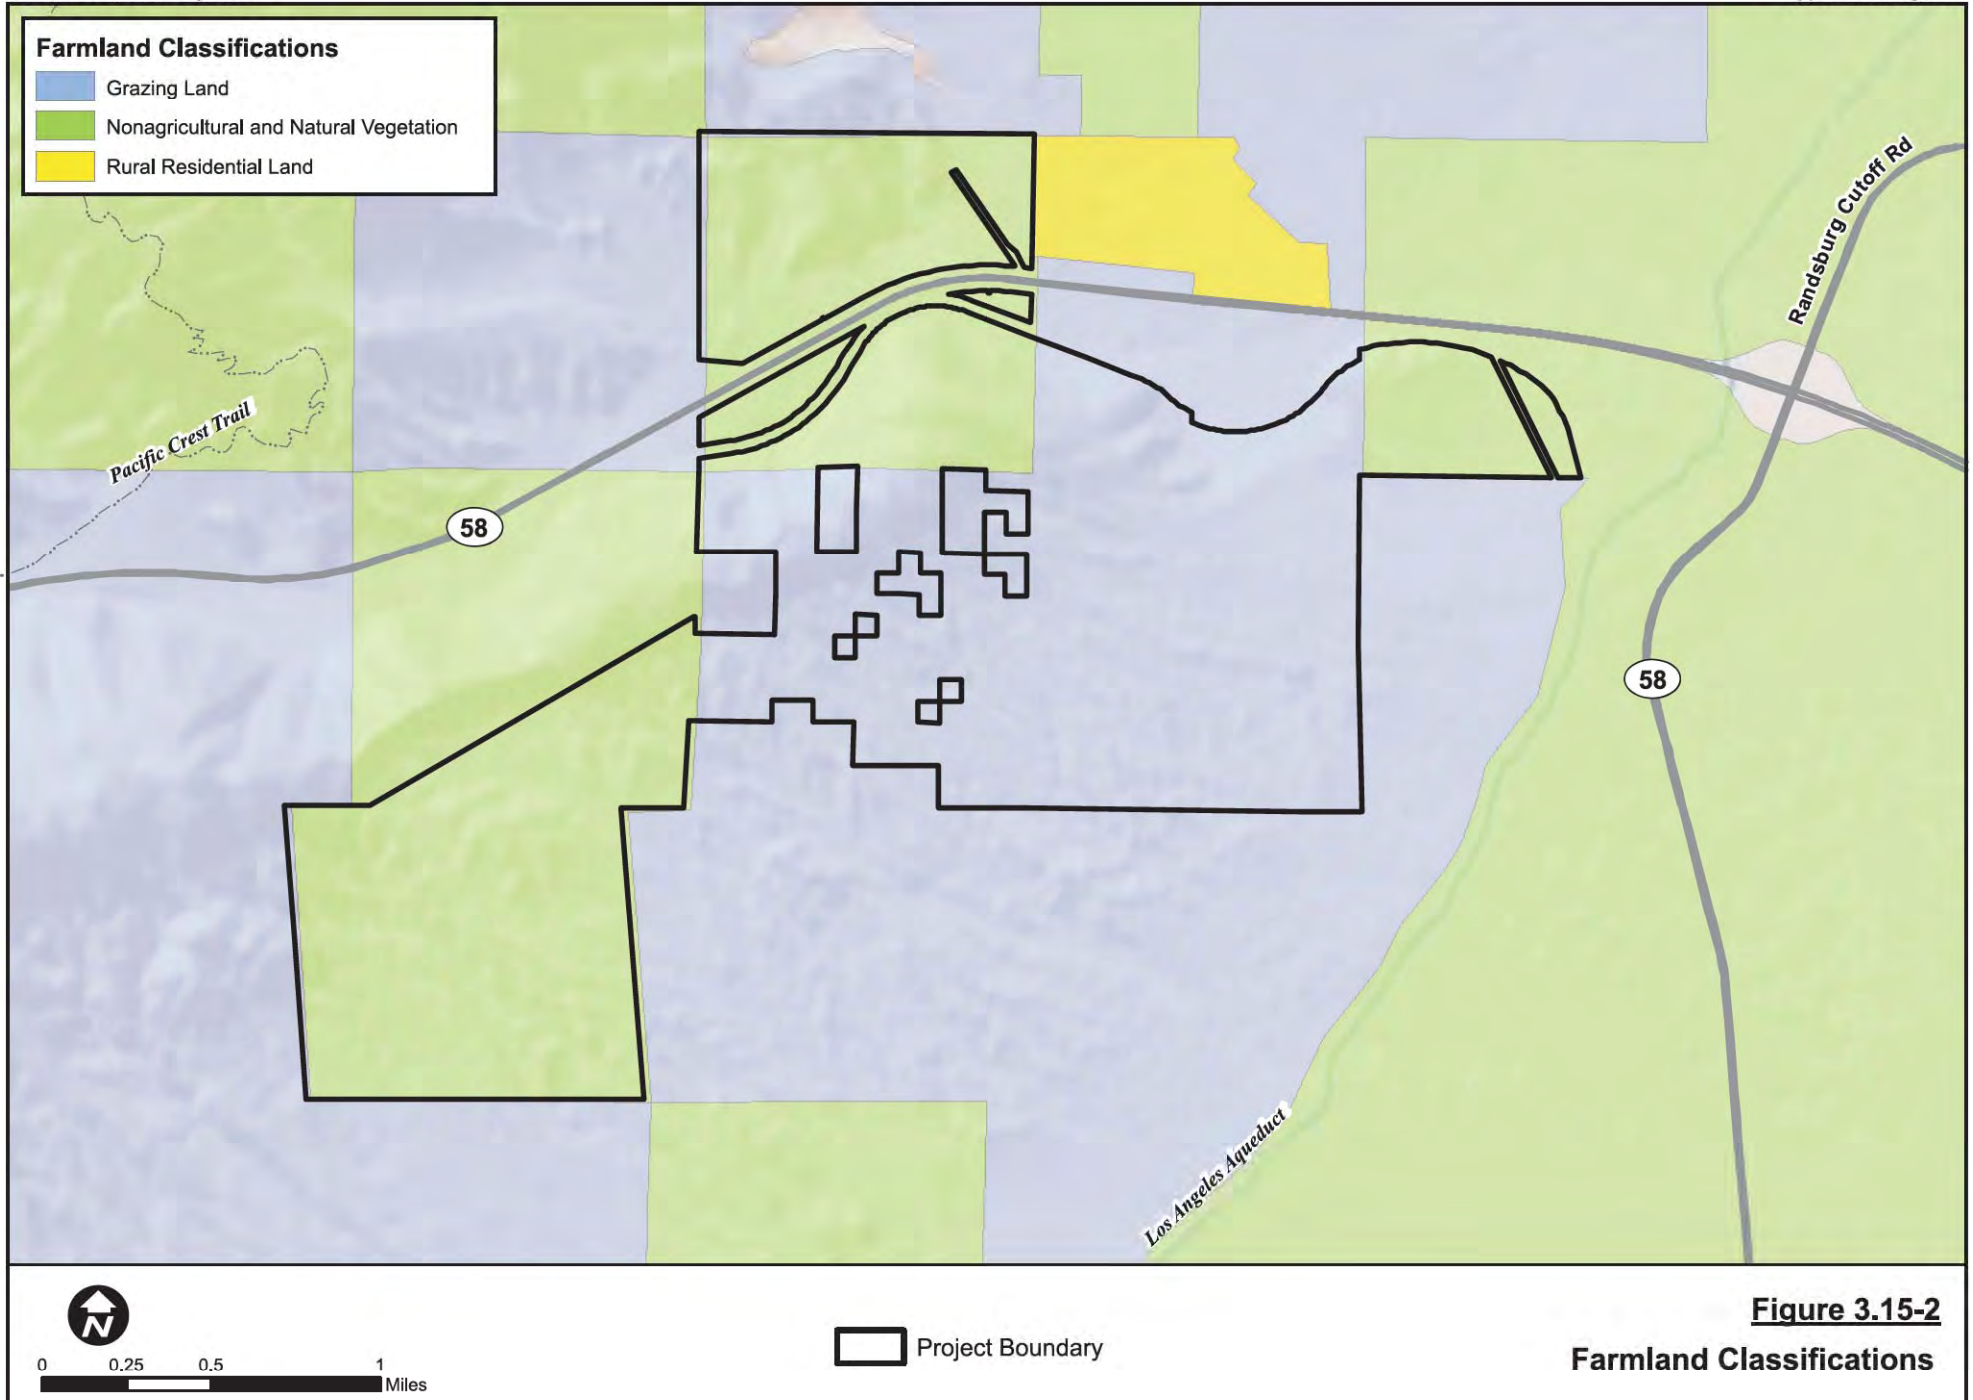 Farmland Classifications
Grazing Land
Nonagricultural and Natural Vegetation
Rural Residential Land
Randsburg Cutoff Rd
Pacific Crest Trail
58
58
Los Angeles Aqueduct
N
0 0.25 0.5 1
Miles
Project Boundary
Figure 3.15-2
Farmland Classifications